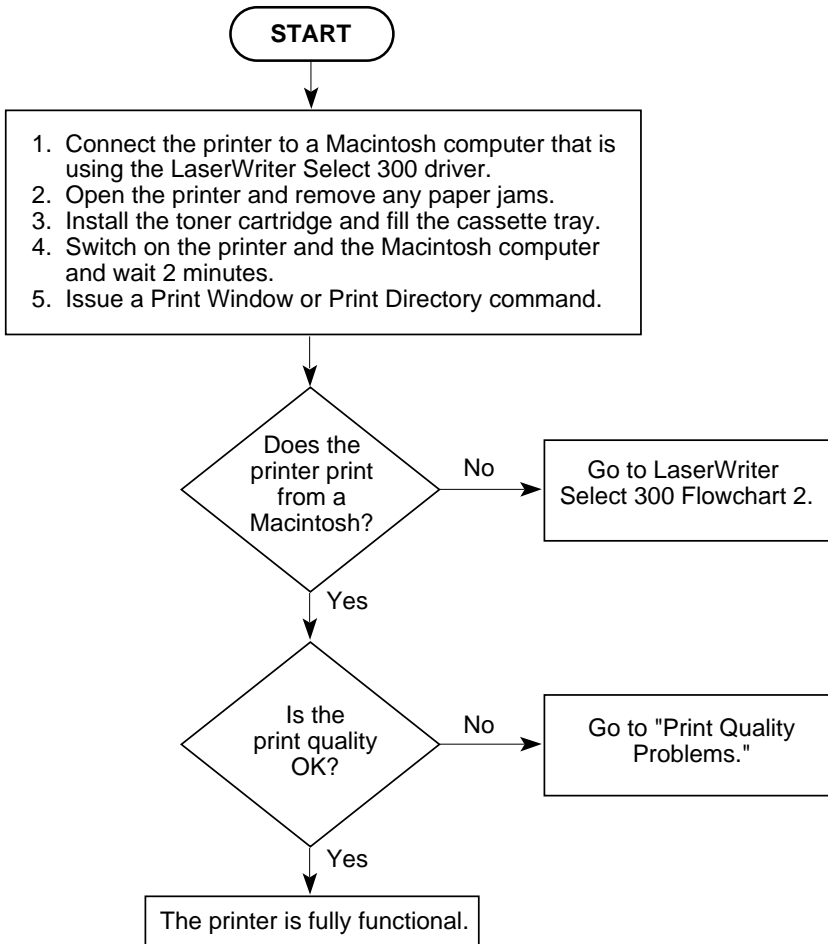 START
1. Connect the printer to a Macintosh computer that is
using the LaserWriter Select 300 driver.
2. Open the printer and remove any paper jams.
3. Install the toner cartridge and fill the cassette tray.
4. Switch on the printer and the Macintosh computer
and wait 2 minutes.
5. Issue a Print Window or Print Directory command.
Does the
printer print
from a
Macintosh?
No
Go to LaserWriter
Select 300 Flowchart 2.
Yes
Is the
print quality
OK?
No
Go to "Print Quality
Problems."
Yes
The printer is fully functional.